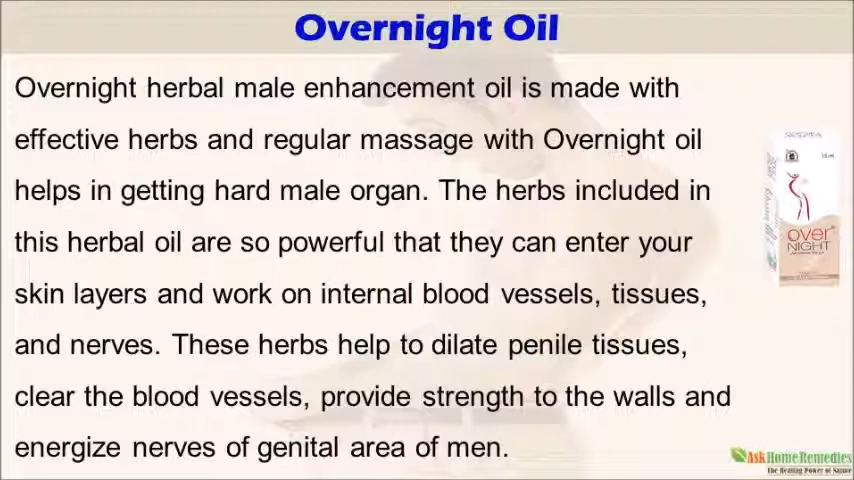 Overnight Oil
Overnight herbal male enhancement oil is made with
effective herbs and regular massage with Overnight oil
helps in getting hard male organ. The herbs included in
this herbal oil are so powerful that they can enter your
skin layers and work on internal blood vessels, tissues,
and nerves. These herbs help to dilate penile tissues,
clear the blood vessels, provide strength to the walls and
energize nerves of genital area of men.
over
NIGHT
AskHomeRemedies
The Healing Power of Nature